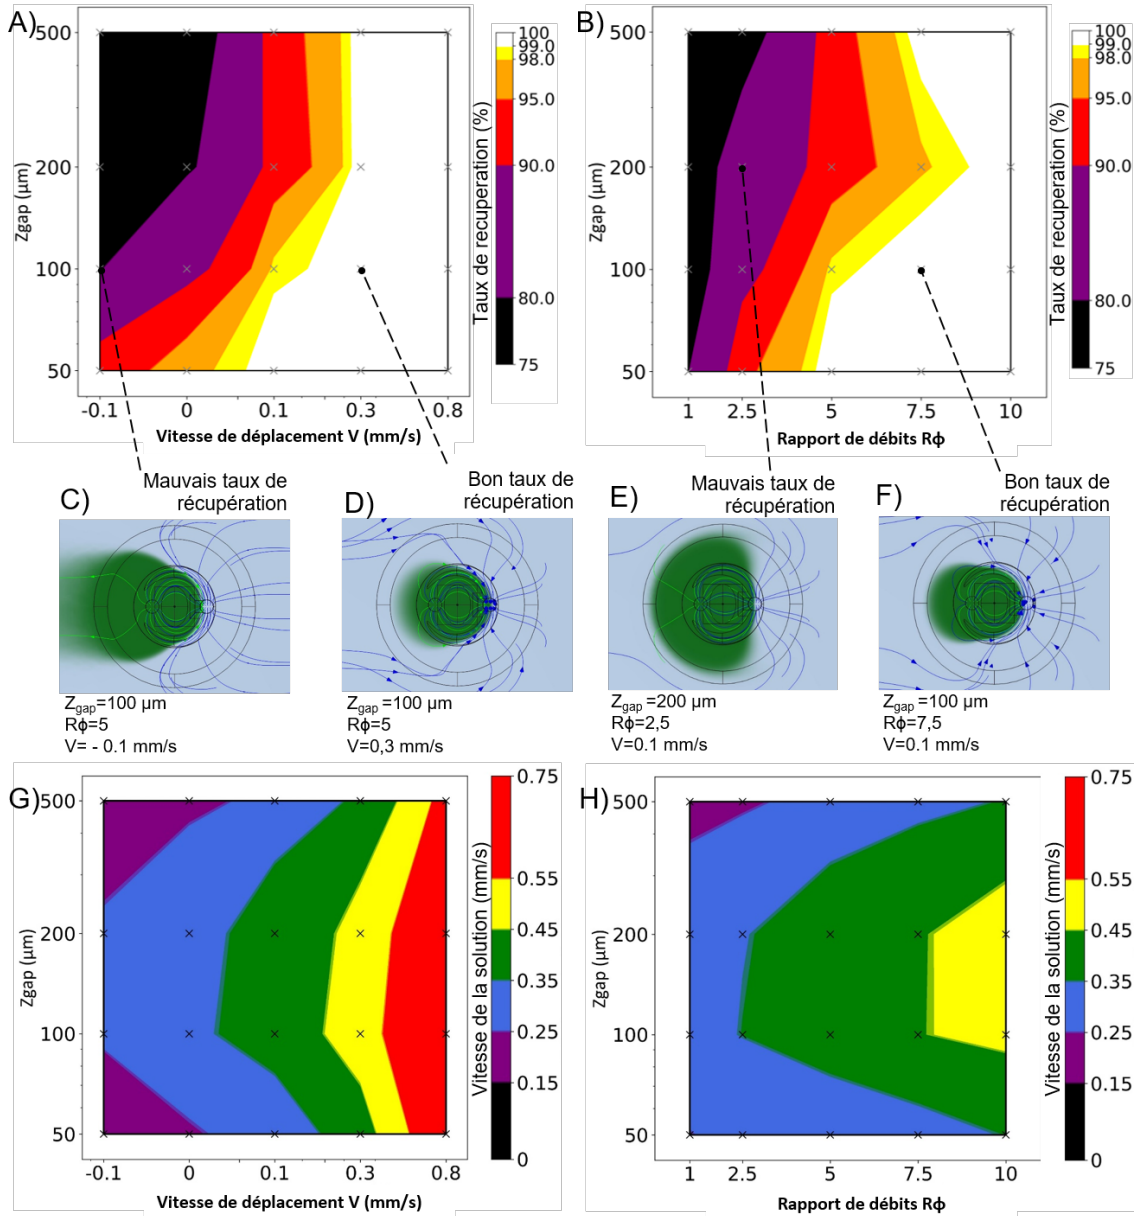 A)
500
200
100
50
Zgap (µm)
-0.1
0
0.1
0.3
0.8
Vitesse de déplacement V (mm/s)
100
99.0
98.0
95.0
90.0
80.0
75
Taux de recuperation (%)
B)
500
200
100
50
Zgap (µm)
1
2.5
5
7.5
10
Rapport de débits Rϕ
100
99.0
98.0
95.0
90.0
80.0
75
Taux de recuperation (%)
C)
Mauvais taux de
récupération
Zgap=100 µm
Rϕ=5
V= - 0.1 mm/s
D)
Bon taux de
récupération
Zgap=100 µm
Rϕ=5
V=0,3 mm/s
E)
Mauvais taux de
récupération
Zgap =200 µm
Rϕ=2,5
V=0.1 mm/s
F)
Bon taux de
récupération
Zgap=100 µm
Rϕ=7,5
V=0.1 mm/s
G)
500
200
100
50
Zgap (µm)
-0.1
0
0.1
0.3
0.8
Vitesse de déplacement V (mm/s)
0.75
0.55
0.45
0.35
0.25
0.15
0
Vitesse de la solution (mm/s)
H)
500
200
100
50
Zgap (µm)
1
2.5
5
7.5
10
Rapport de débits Rϕ
0.75
0.55
0.45
0.35
0.25
0.15
0
Vitesse de la solution (mm/s)